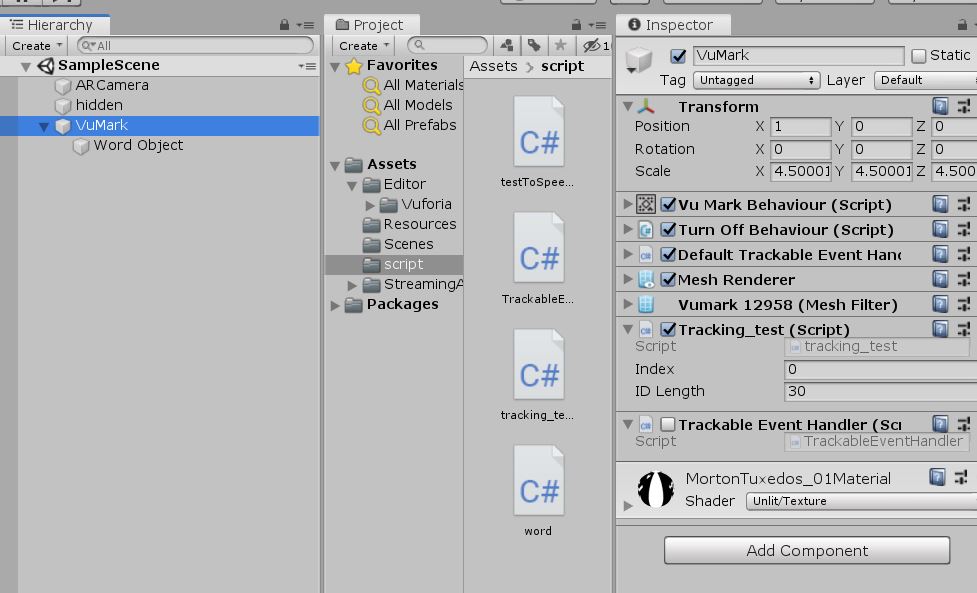 Hierarchy
Create
All
SampleScene
ARCamera
hidden
VuMark
Word Object
Project
Create
Favorites
All Materials
All Models
All Prefabs
Assets
Editor
Vuforia
Resources
Scenes
script
StreamingA
Packages
Assets > script
testToSpee...
TrackableE...
tracking_te...
word
C#
C#
C#
C#
Inspector
VuMark
Static
Tag Untagged Layer Default
Transform
Position X 1 Y 0 Z 0
Rotation X 0 Y 0 Z 0
Scale X 4.50001 Y 4.50001 Z 4.500
Vu Mark Behaviour (Script)
Turn Off Behaviour (Script)
Default Trackable Event Hand
Mesh Renderer
Vumark 12958 (Mesh Filter)
Tracking_test (Script)
Script tracking_test
Index 0
ID Length 30
Trackable Event Handler (Scr
Script TrackableEventHandler
MortonTuxedos_01Material
Shader Unlit/Texture
Add Component